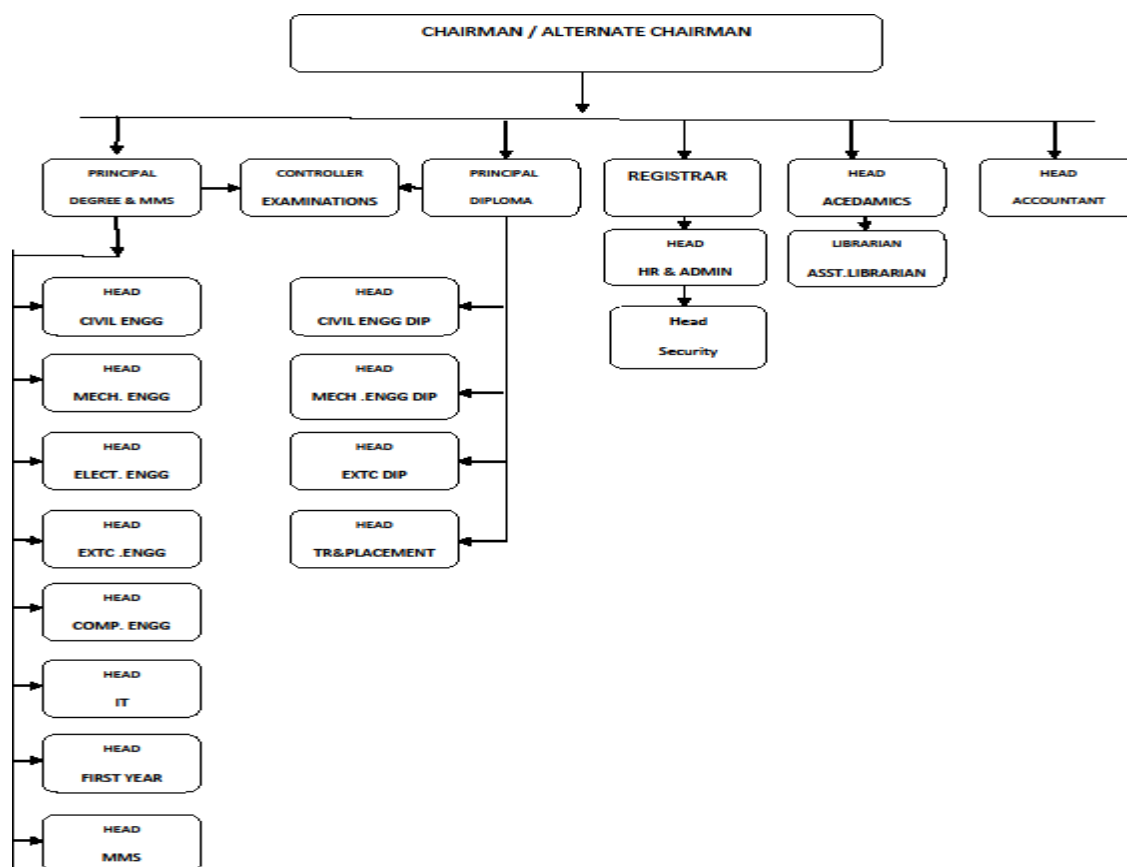 CHAIRMAN / ALTERNATE CHAIRMAN
PRINCIPAL
DEGREE & MMS
CONTROLLER
EXAMINATIONS
PRINCIPAL
DIPLOMA
REGISTRAR
HEAD
ACEDAMICS
HEAD
ACCOUNTANT
HEAD
HR & ADMIN
LIBRARIAN
ASST.LIBRARIAN
Head
Security
HEAD
CIVIL ENGG
HEAD
CIVIL ENGG DIP
HEAD
MECH. ENGG
HEAD
MECH .ENGG DIP
HEAD
ELECT. ENGG
HEAD
EXTC DIP
HEAD
EXTC .ENGG
HEAD
TR&PLACEMENT
HEAD
COMP. ENGG
HEAD
IT
HEAD
FIRST YEAR
HEAD
MMS